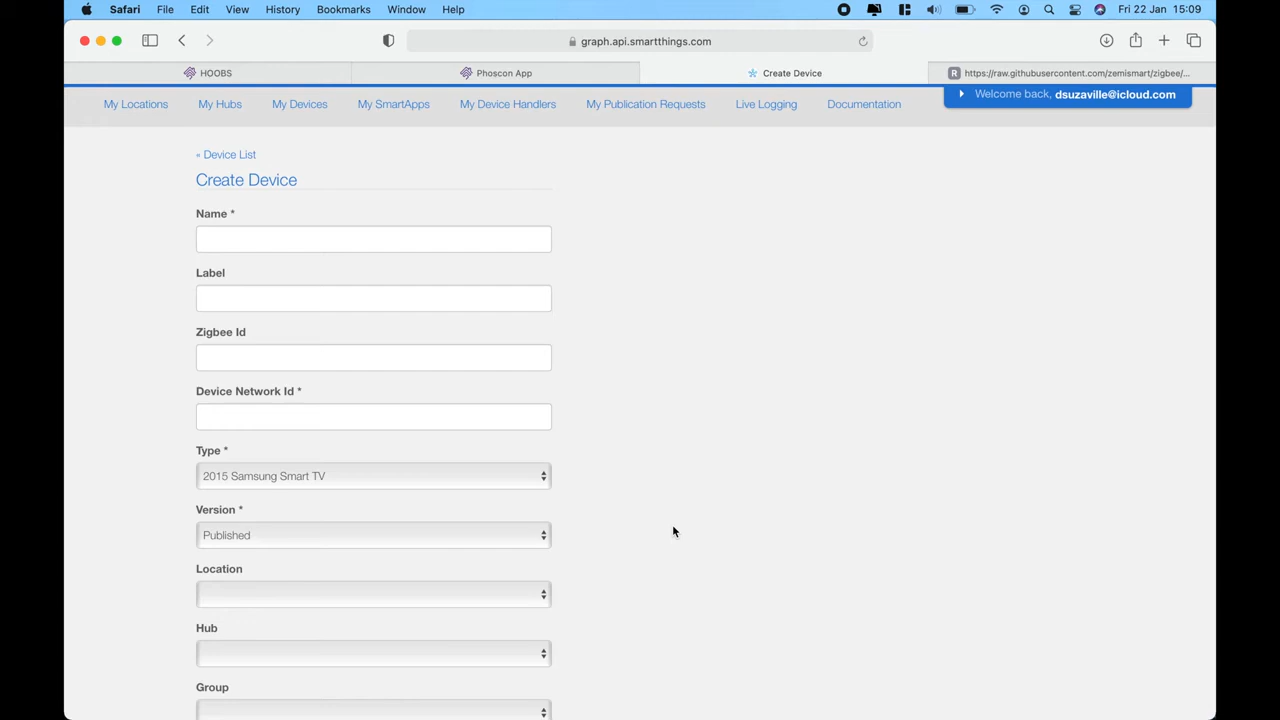 Safari File Edit View History Bookmarks Window Help Fri 22 Jan 15:09
graph.api.smartthings.com
HOOBS Phoscon App Create Device R https://raw.githubusercontent.com/zemismart/zigbee/...
My Locations My Hubs My Devices My SmartApps My Device Handlers My Publication Requests Live Logging Documentation Welcome back, dsuzaville@icloud.com
« Device List
Create Device
Name *
Label
Zigbee Id
Device Network Id *
Type *
2015 Samsung Smart TV
Version *
Published
Location
Hub
Group